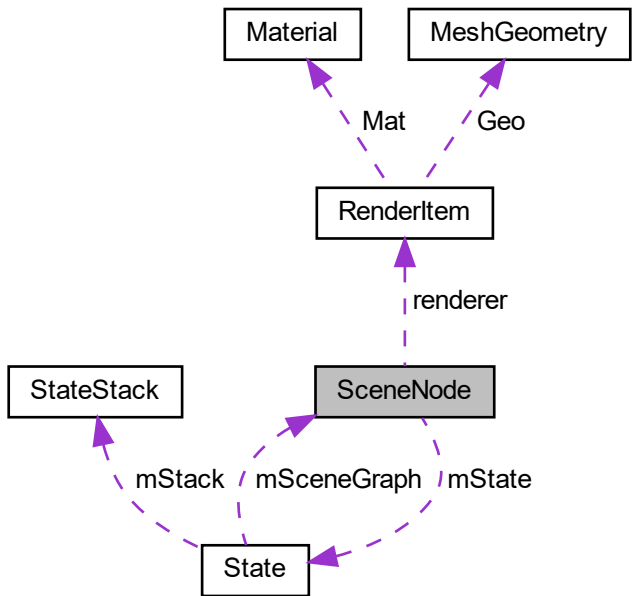 Material
MeshGeometry
Mat
Geo
RenderItem
renderer
StateStack
SceneNode
mStack
mSceneGraph
mState
State